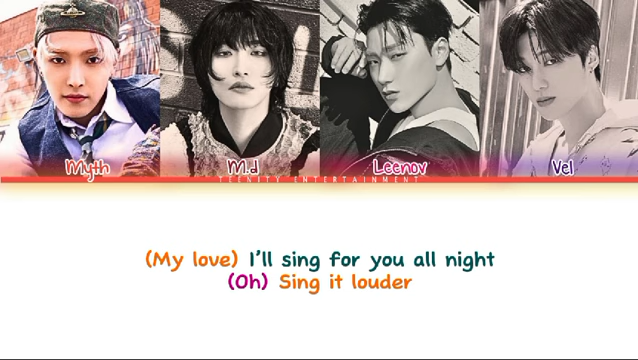 Myth
M.d
Leenov
Vel
TEENITY ENTERTAINMENT
(My love) I'll sing for you all night
(Oh) Sing it louder